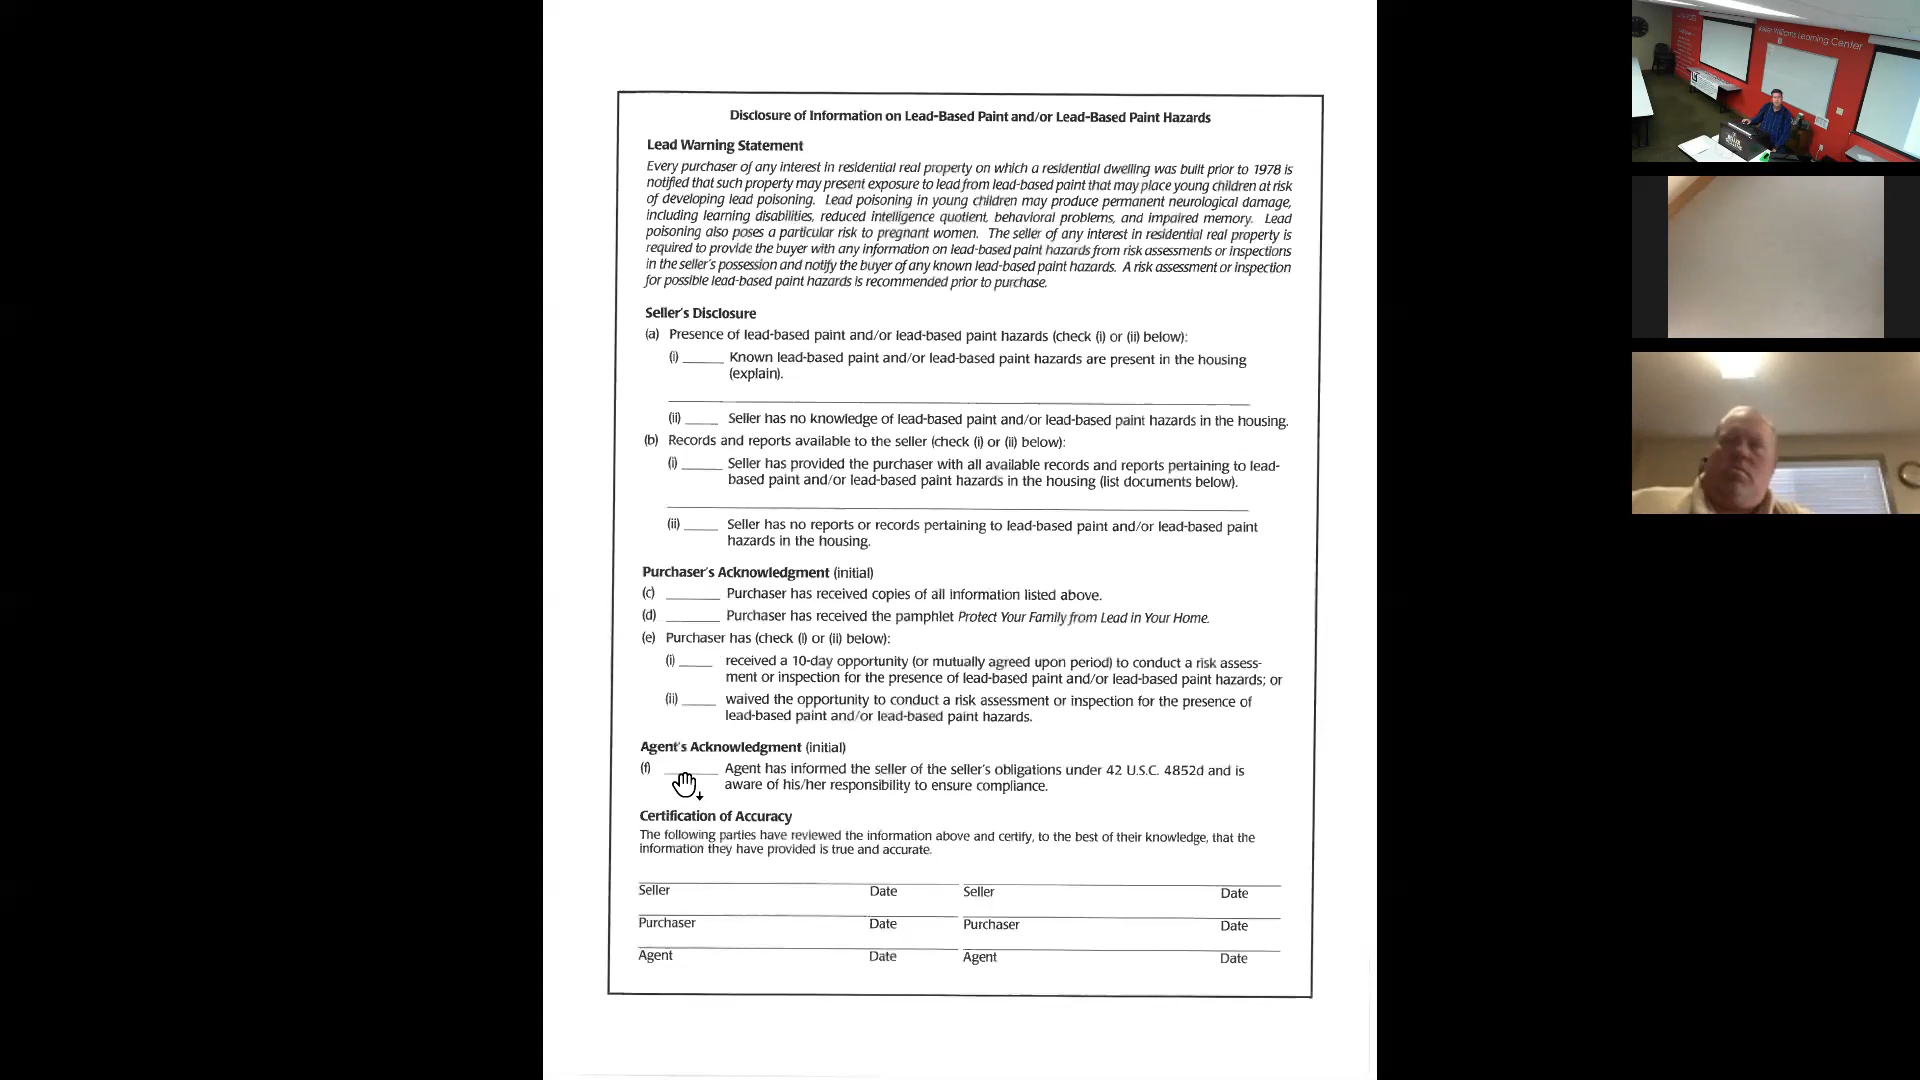 Disclosure of Information on Lead-Based Paint and/or Lead-Based Paint Hazards
Lead Warning Statement
Every purchaser of any interest in residential real property on which a residential dwelling was built prior to 1978 is
notified that such property may present exposure to lead from lead-based paint that may place young children at risk
of developing lead poisoning. Lead poisoning in young children may produce permanent neurological damage,
including learning disabilities, reduced intelligence quotient, behavioral problems, and impaired memory. Lead
poisoning also poses a particular risk to pregnant women. The seller of any interest in residential real property is
required to provide the buyer with any information on lead-based paint hazards from risk assessments or inspections
in the seller's possession and notify the buyer of any known lead-based paint hazards. A risk assessment or inspection
for possible lead-based paint hazards is recommended prior to purchase.
Seller's Disclosure
(a) Presence of lead-based paint and/or lead-based paint hazards (check (i) or (ii) below):
(i) ______ Known lead-based paint and/or lead-based paint hazards are present in the housing
(explain).
(ii) _____ Seller has no knowledge of lead-based paint and/or lead-based paint hazards in the housing.
(b) Records and reports available to the seller (check (i) or (ii) below):
(i) ______ Seller has provided the purchaser with all available records and reports pertaining to lead-
based paint and/or lead-based paint hazards in the housing (list documents below).
(ii) _____ Seller has no reports or records pertaining to lead-based paint and/or lead-based paint
hazards in the housing.
Purchaser's Acknowledgment (initial)
(c) ________ Purchaser has received copies of all information listed above.
(d) ________ Purchaser has received the pamphlet Protect Your Family from Lead in Your Home.
(e) Purchaser has (check (i) or (ii) below):
(i) _____ received a 10-day opportunity (or mutually agreed upon period) to conduct a risk assess-
ment or inspection for the presence of lead-based paint and/or lead-based paint hazards; or
(ii) _____ waived the opportunity to conduct a risk assessment or inspection for the presence of
lead-based paint and/or lead-based paint hazards.
Agent's Acknowledgment (initial)
(f) ________ Agent has informed the seller of the seller's obligations under 42 U.S.C. 4852d and is
aware of his/her responsibility to ensure compliance.
Certification of Accuracy
The following parties have reviewed the information above and certify, to the best of their knowledge, that the
information they have provided is true and accurate.
Seller Date Seller Date
Purchaser Date Purchaser Date
Agent Date Agent Date
Keller Williams Learning Center